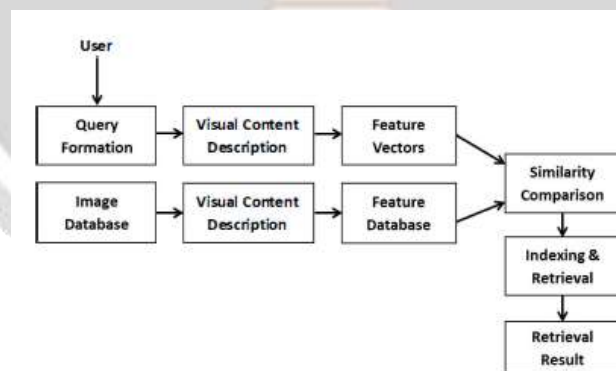 User
Query
Formation
Visual Content
Description
Feature
Vectors
Image
Database
Visual Content
Description
Feature
Database
Similarity
Comparison
Indexing &
Retrieval
Retrieval
Result